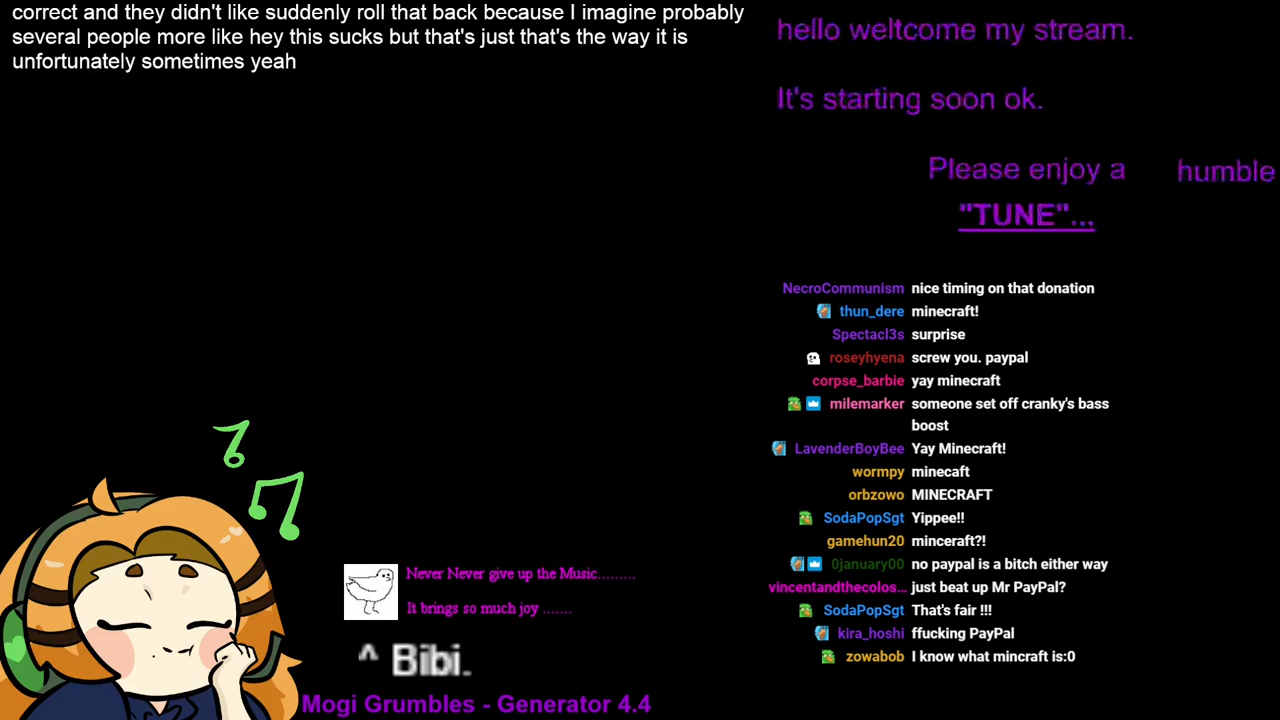 correct and they didn't like suddenly roll that back because I imagine probably
several people more like hey this sucks but that's just that's the way it is
unfortunately sometimes yeah
hello weltcome my stream.
It's starting soon ok.
Please enjoy a humble
"TUNE"...
NecroCommunism nice timing on that donation
thun_dere minecraft!
Spectacl3s surprise
roseyhyena screw you. paypal
corpse_barbie yay minecraft
milemarker someone set off cranky's bass
boost
LavenderBoyBee Yay Minecraft!
wormpy minecaft
orbzowo MINECRAFT
SodaPopSgt Yippee!!
gamehun20 minceraft?!
0january00 no paypal is a bitch either way
vincentandthecolos... just beat up Mr PayPal?
SodaPopSgt That's fair !!!
kira_hoshi ffucking PayPal
zowabob I know what mincraft is:0
Never Never give up the Music.........
It brings so much joy .......
^ Bibi.
Mogi Grumbles - Generator 4.4